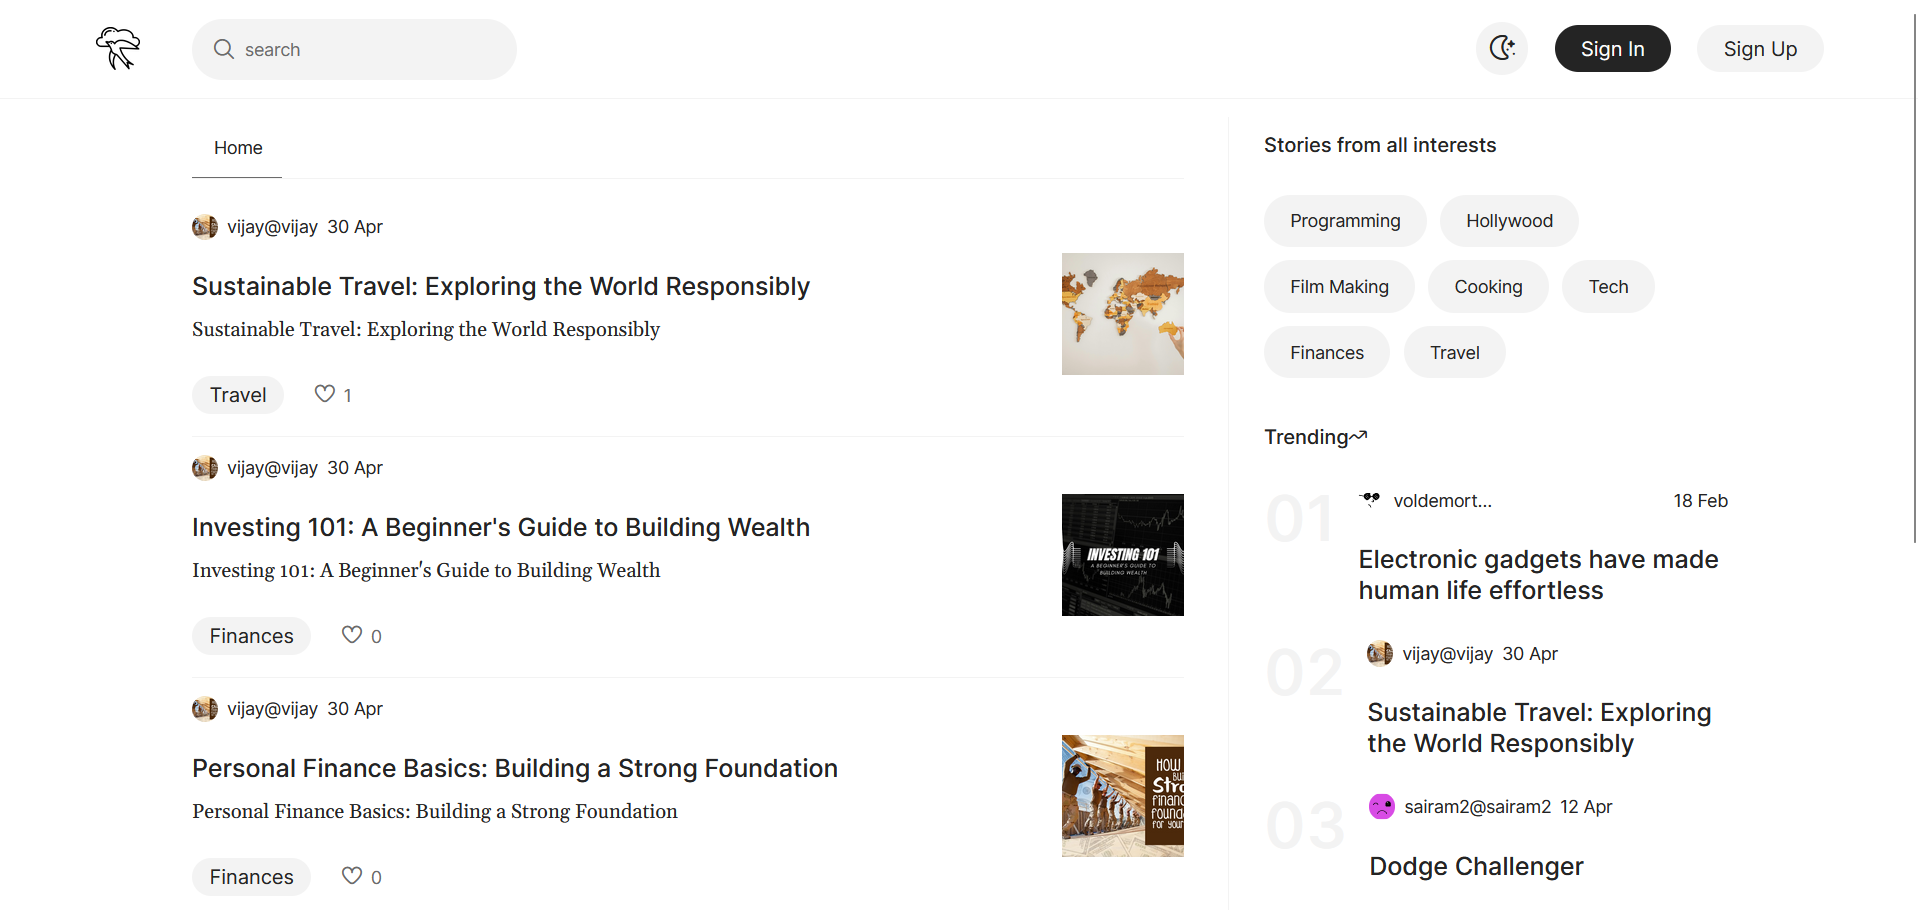 search
Sign In
Sign Up
Home
vijay@vijay 30 Apr
Sustainable Travel: Exploring the World Responsibly
Sustainable Travel: Exploring the World Responsibly
Travel
1
vijay@vijay 30 Apr
Investing 101: A Beginner's Guide to Building Wealth
Investing 101: A Beginner's Guide to Building Wealth
INVESTING 101
A BEGINNER'S GUIDE TO
BUILDING WEALTH
Finances
0
vijay@vijay 30 Apr
Personal Finance Basics: Building a Strong Foundation
Personal Finance Basics: Building a Strong Foundation
HOW
Bui
Stro
financ
found
for your
Finances
0
Stories from all interests
Programming
Hollywood
Film Making
Cooking
Tech
Finances
Travel
Trending
01
voldemort... 18 Feb
Electronic gadgets have made
human life effortless
02
vijay@vijay 30 Apr
Sustainable Travel: Exploring
the World Responsibly
03
sairam2@sairam2 12 Apr
Dodge Challenger